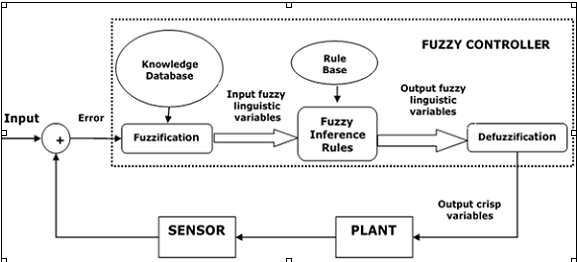 FUZZY CONTROLLER
Knowledge
Database
Rule
Base
Input fuzzy
linguistic
variables
Output fuzzy
linguistic
variables
Input
Error
+
Fuzzification
Fuzzy
Inference
Rules
Defuzzification
Output crisp
variables
SENSOR
PLANT